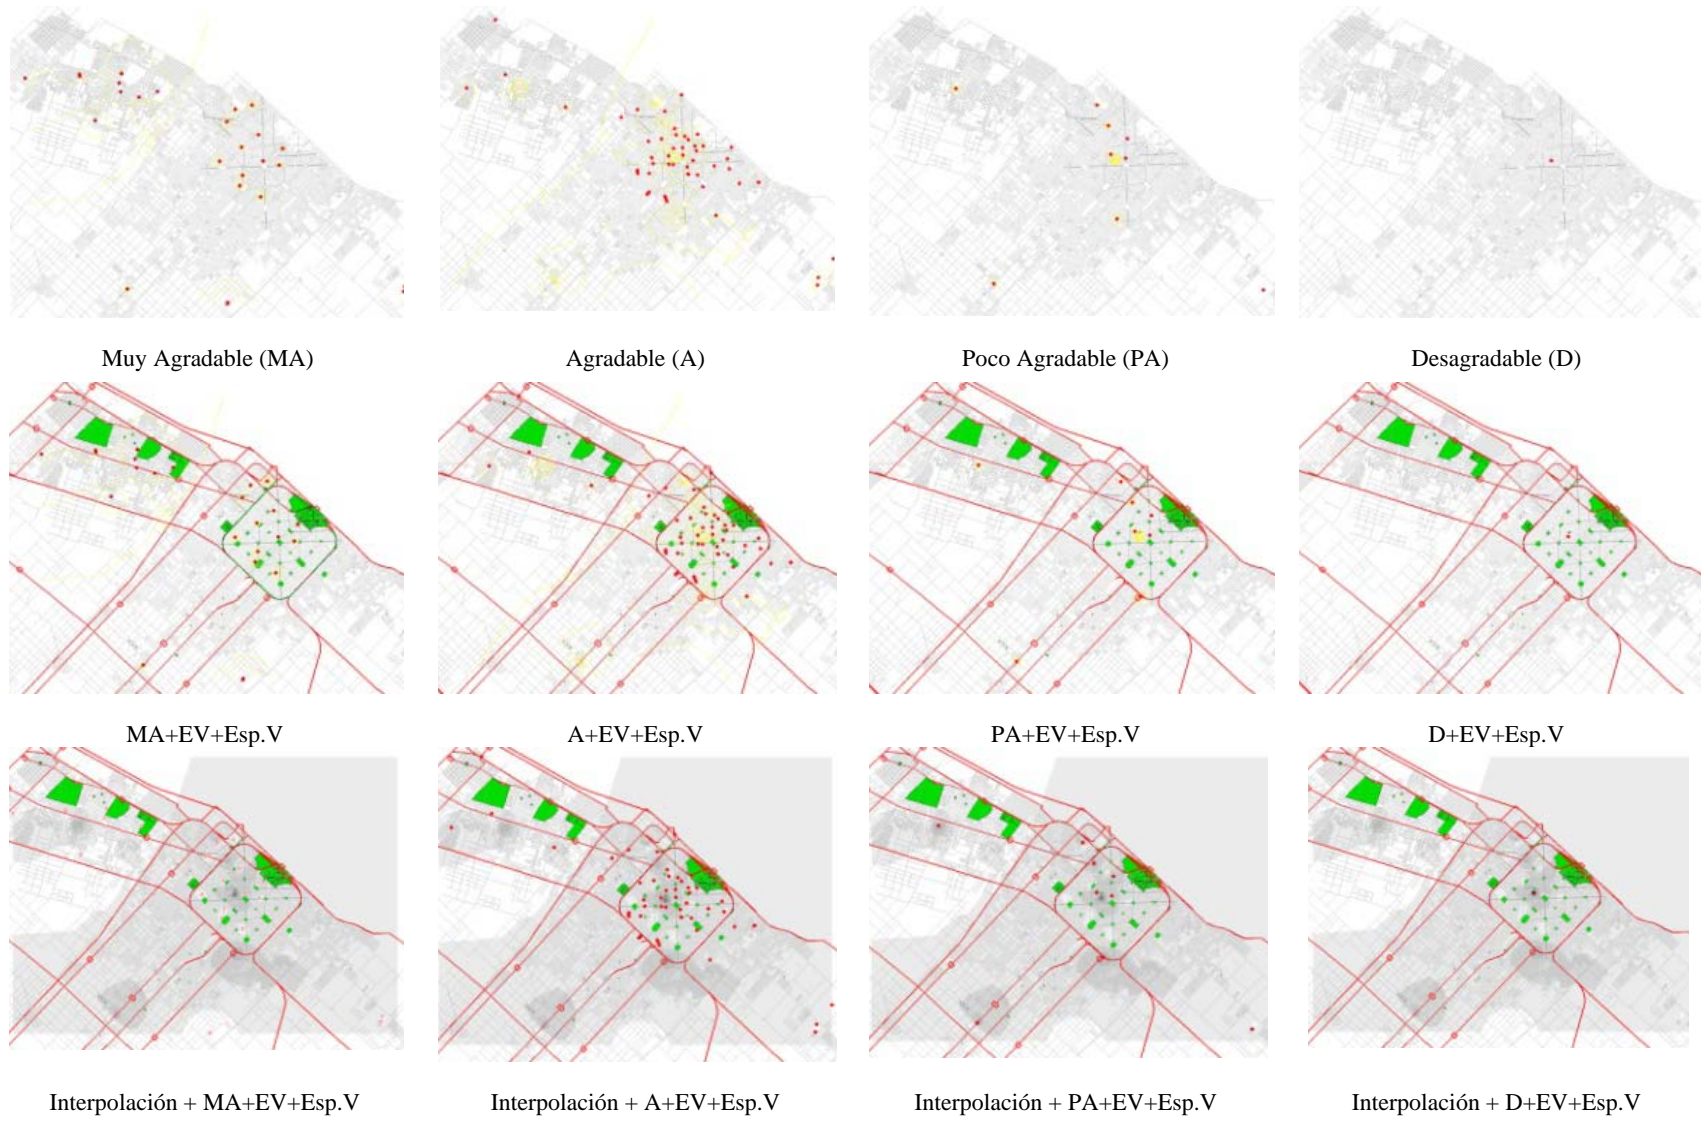 Muy Agradable (MA)
Agradable (A)
Poco Agradable (PA)
Desagradable (D)
MA+EV+Esp.V
A+EV+Esp.V
PA+EV+Esp.V
D+EV+Esp.V
Interpolación + MA+EV+Esp.V
Interpolación + A+EV+Esp.V
Interpolación + PA+EV+Esp.V
Interpolación + D+EV+Esp.V